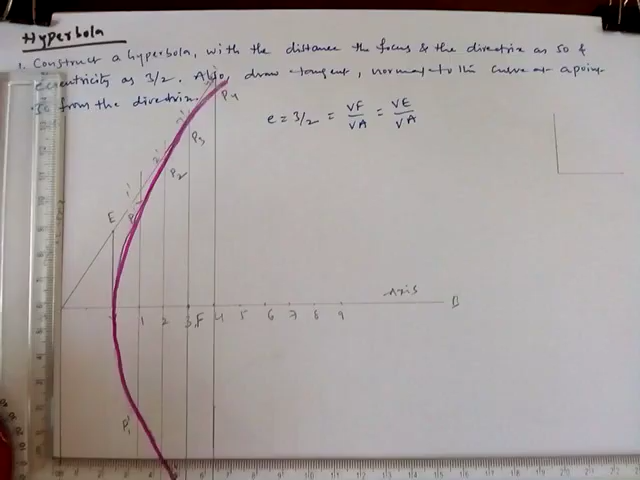 Hyperbola
1. Construct a hyperbola, with the distance the focus & the directrix as 50 &
eccentricity as 3/2. Also draw tangent, normal to the curve at a point
30 from the directrix.
e = 3/2 = VF/VA = VE/VA
P4
P3
P2
E
Axis B
1 2 3,F 4 5 6 7 8 9
P1'